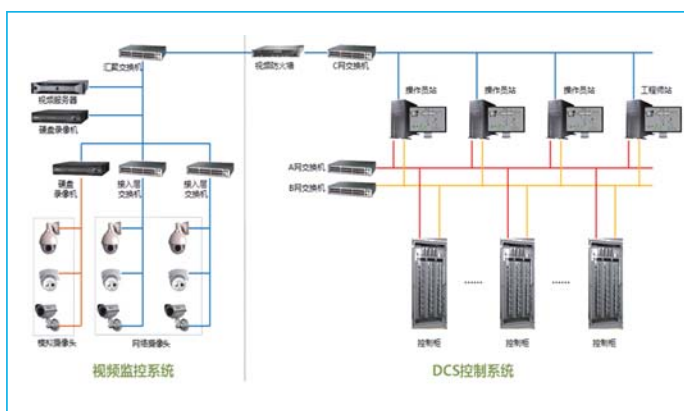 汇聚交换机
视频防火墙
C网交换机
视频服务器
硬盘录像机
操作员站
操作员站
操作员站
工程师站
A网交换机
B网交换机
硬盘
录像机
接入层
交换机
接入层
交换机
模拟摄像头
网络摄像头
......
......
控制柜
控制柜
控制柜
视频监控系统
DCS控制系统